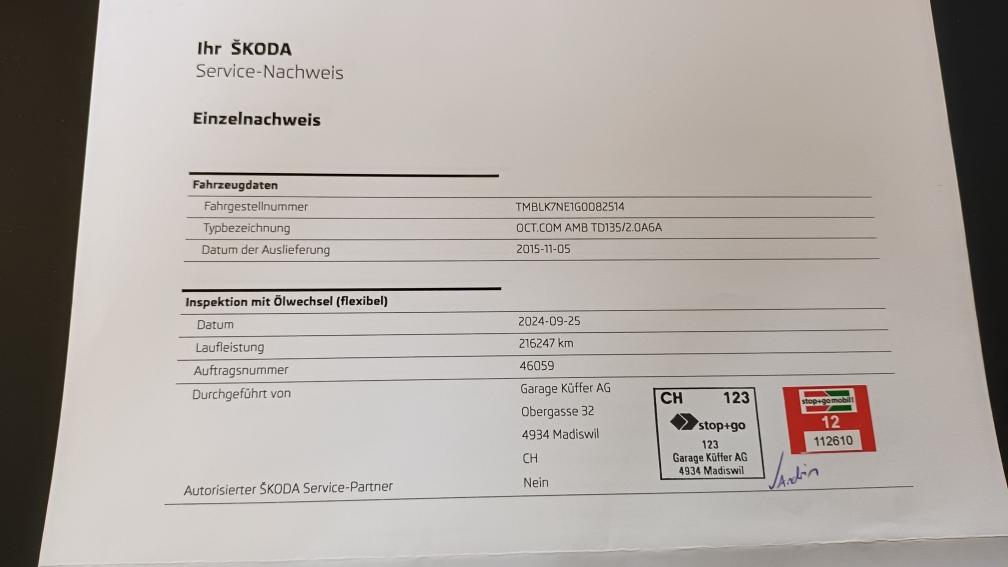 Ihr ŠKODA
Service-Nachweis
Einzelnachweis
Fahrzeugdaten
Fahrgestellnummer TMBLK7NE1G0082514
Typbezeichnung OCT.COM AMB TD135/2.0A6A
Datum der Auslieferung 2015-11-05
Inspektion mit Ölwechsel (flexibel)
Datum 2024-09-25
Laufleistung 216247 km
Auftragsnummer 46059
Durchgeführt von Garage Küffer AG
Obergasse 32
4934 Madiswil
CH
Autorisierter ŠKODA Service-Partner Nein
CH 123
stop+go
123
Garage Küffer AG
4934 Madiswil
stop+go mobil!
12
112610